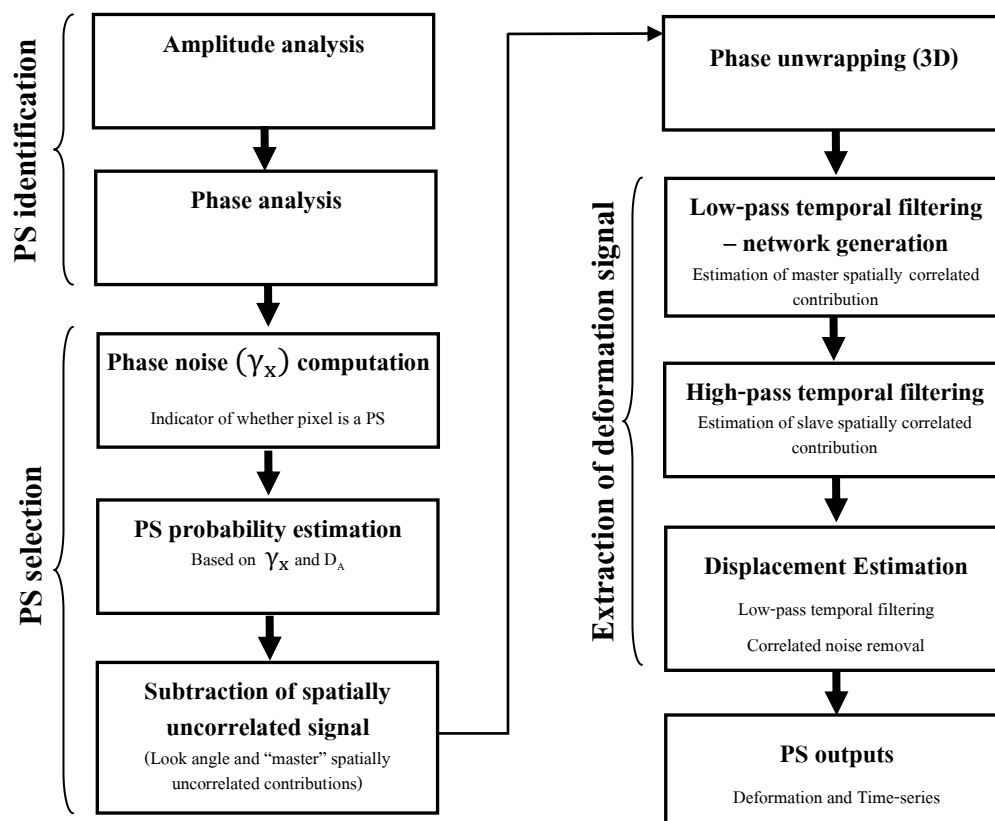 PS identification
Amplitude analysis
Phase analysis
PS selection
Phase noise (γx) computation
Indicator of whether pixel is a PS
PS probability estimation
Based on γx and DA
Subtraction of spatially
uncorrelated signal
(Look angle and “master” spatially
uncorrelated contributions)
Phase unwrapping (3D)
Extraction of deformation signal
Low-pass temporal filtering
– network generation
Estimation of master spatially correlated
contribution
High-pass temporal filtering
Estimation of slave spatially correlated
contribution
Displacement Estimation
Low-pass temporal filtering
Correlated noise removal
PS outputs
Deformation and Time-series